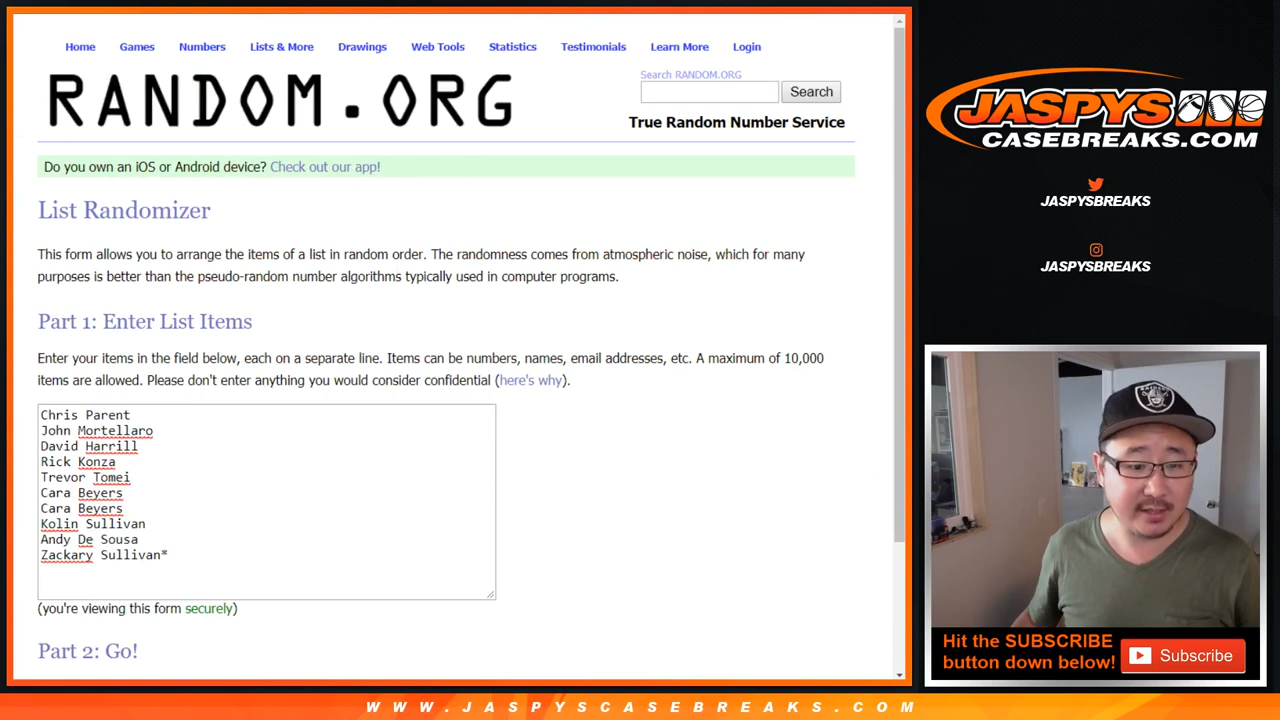 Home Games Numbers Lists & More Drawings Web Tools Statistics Testimonials Learn More Login
RANDOM.ORG
Search RANDOM.ORG
Search
True Random Number Service
Do you own an iOS or Android device? Check out our app!
List Randomizer
This form allows you to arrange the items of a list in random order. The randomness comes from atmospheric noise, which for many
purposes is better than the pseudo-random number algorithms typically used in computer programs.
Part 1: Enter List Items
Enter your items in the field below, each on a separate line. Items can be numbers, names, email addresses, etc. A maximum of 10,000
items are allowed. Please don't enter anything you would consider confidential (here's why).
Chris Parent
John Mortellaro
David Harrill
Rick Konza
Trevor Tomei
Cara Beyers
Cara Beyers
Kolin Sullivan
Andy De Sousa
Zackary Sullivan*
(you're viewing this form securely)
Part 2: Go!
JASPYS
CASEBREAKS.COM
JASPYSBREAKS
JASPYSBREAKS
Hit the SUBSCRIBE
button down below!
Subscribe
WWW.JASPYSCASEBREAKS.COM